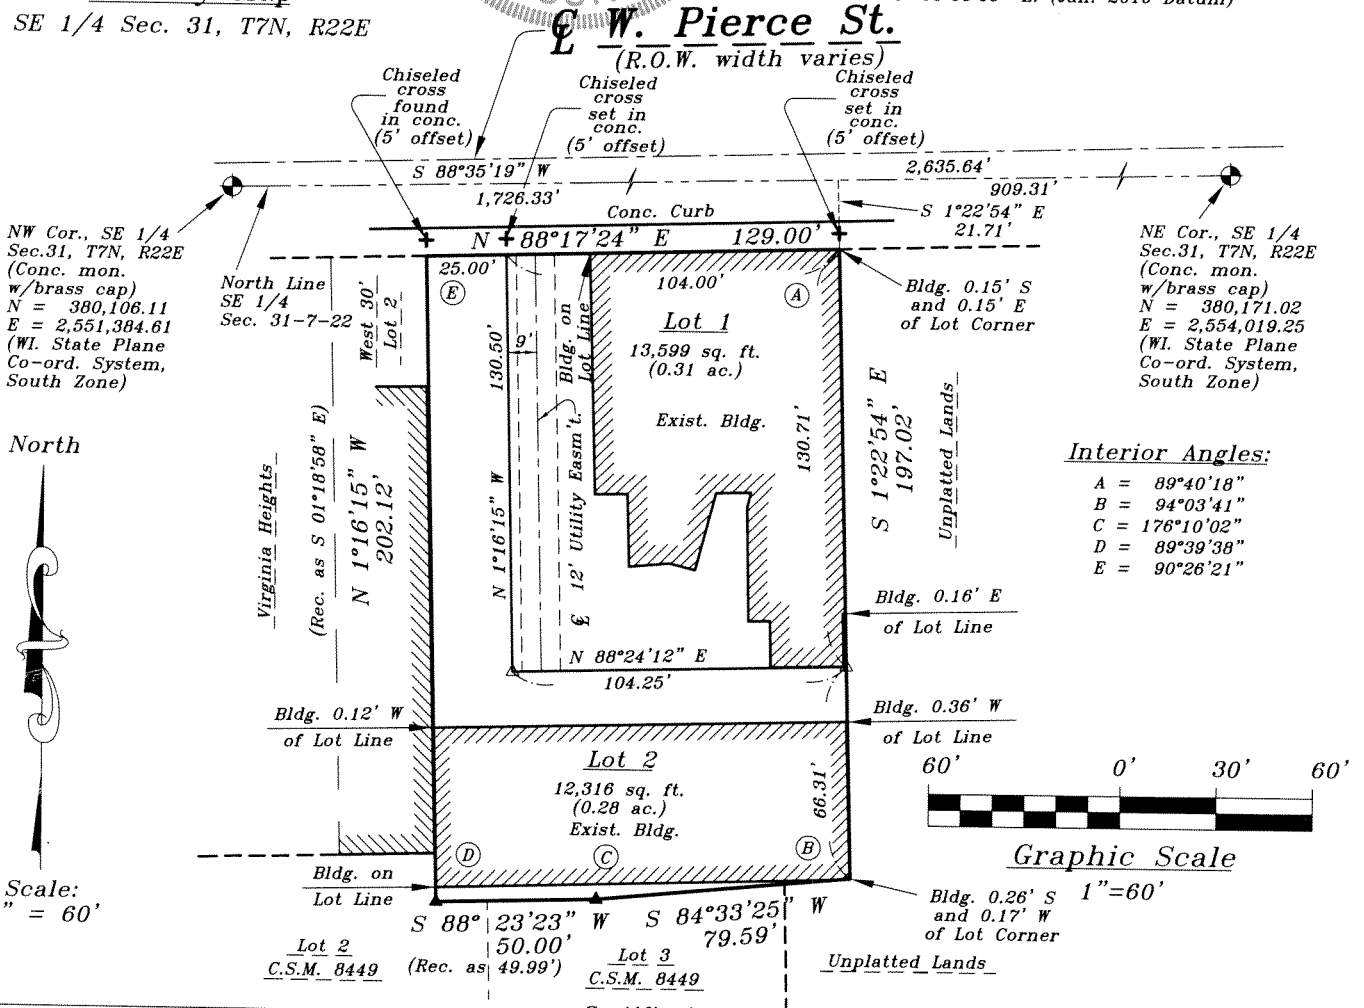 SE 1/4 Sec. 31, T7N, R22E
℄ W. Pierce St.
(R.O.W. width varies)
Chiseled
cross
found
in conc.
(5' offset)
Chiseled
cross
set in
conc.
(5' offset)
Chiseled
cross
set in
conc.
(5' offset)
S 88°35'19" W
2,635.64'
1,726.33'
909.31'
Conc. Curb
S 1°22'54" E
21.71'
N 88°17'24" E 129.00'
NW Cor., SE 1/4
Sec.31, T7N, R22E
(Conc. mon.
w/brass cap)
N = 380,106.11
E = 2,551,384.61
(WI. State Plane
Co-ord. System,
South Zone)
North Line
SE 1/4
Sec. 31-7-22
NE Cor., SE 1/4
Sec.31, T7N, R22E
(Conc. mon.
w/brass cap)
N = 380,171.02
E = 2,554,019.25
(WI. State Plane
Co-ord. System,
South Zone)
25.00'
E
104.00'
A
Bldg. 0.15' S
and 0.15' E
of Lot Corner
West 30'
Lot 2
130.50'
9'
Bldg. on
Lot Line
Lot 1
13,599 sq. ft.
(0.31 ac.)
Exist. Bldg.
130.71'
S 1°22'54" E
197.02'
Unplatted Lands
North
Virginia Heights
(Rec. as S 01°18'58" E)
N 1°16'15" W
202.12'
N 1°16'15" W
℄ 12' Utility Easm't.
Interior Angles:
A = 89°40'18"
B = 94°03'41"
C = 176°10'02"
D = 89°39'38"
E = 90°26'21"
Bldg. 0.16' E
of Lot Line
N 88°24'12" E
104.25'
Bldg. 0.12' W
of Lot Line
Bldg. 0.36' W
of Lot Line
Lot 2
12,316 sq. ft.
(0.28 ac.)
Exist. Bldg.
66.31'
D
C
B
60' 0' 30' 60'
Graphic Scale
1"=60'
Scale:
" = 60'
Bldg. on
Lot Line
Bldg. 0.26' S
and 0.17' W
of Lot Corner
S 88°23'23" W
50.00'
(Rec. as 49.99')
S 84°33'25" W
79.59'
Lot 2
C.S.M. 8449
Lot 3
C.S.M. 8449
Unplatted Lands